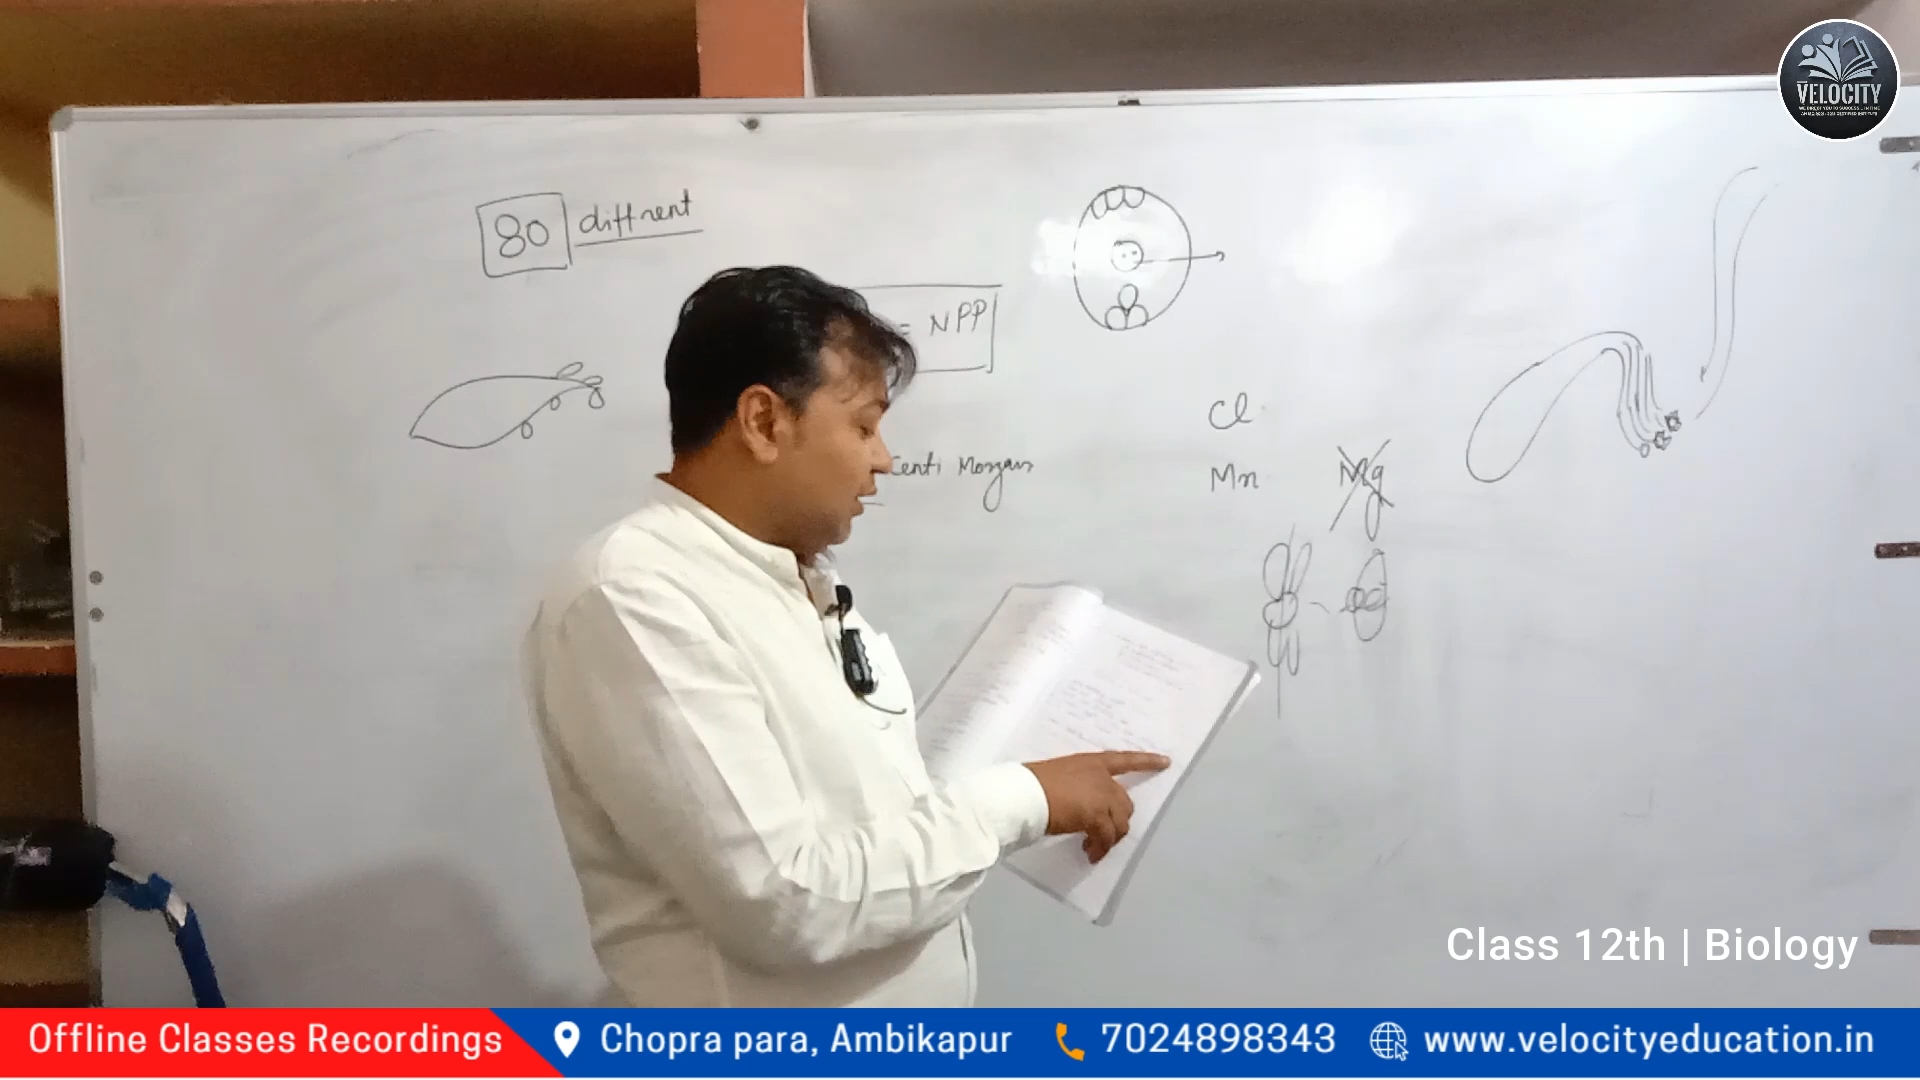 VELOCITY
80 diffrent
= NPP
Cl
Centi Morgan
Mn Mg
Class 12th | Biology
Offline Classes Recordings
Chopra para, Ambikapur
7024898343
www.velocityeducation.in